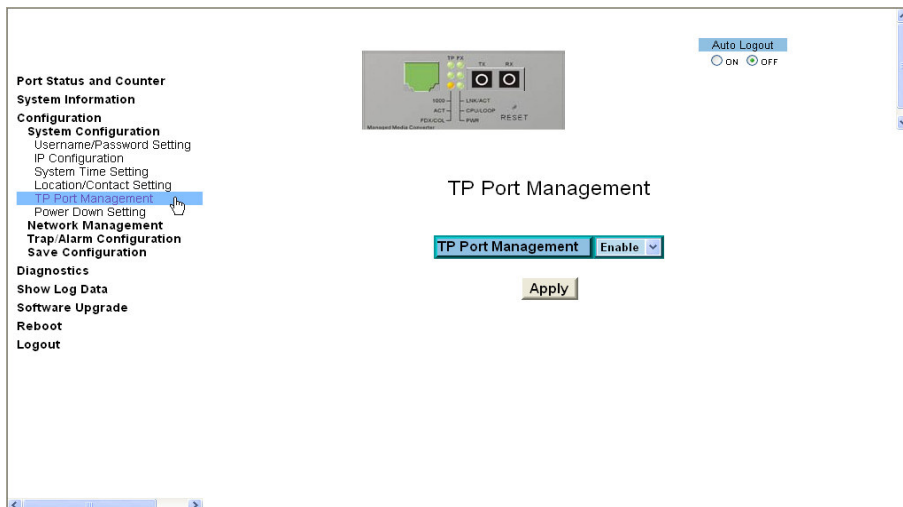 Auto Logout
ON OFF
TP FX
TX RX
1000 LNK/ACT
ACT CPU/LOOP
FDX/COL PWR
RESET
Managed Media Converter
Port Status and Counter
System Information
Configuration
System Configuration
Username/Password Setting
IP Configuration
System Time Setting
Location/Contact Setting
TP Port Management
Power Down Setting
Network Management
Trap/Alarm Configuration
Save Configuration
Diagnostics
Show Log Data
Software Upgrade
Reboot
Logout
TP Port Management
TP Port Management Enable
Apply